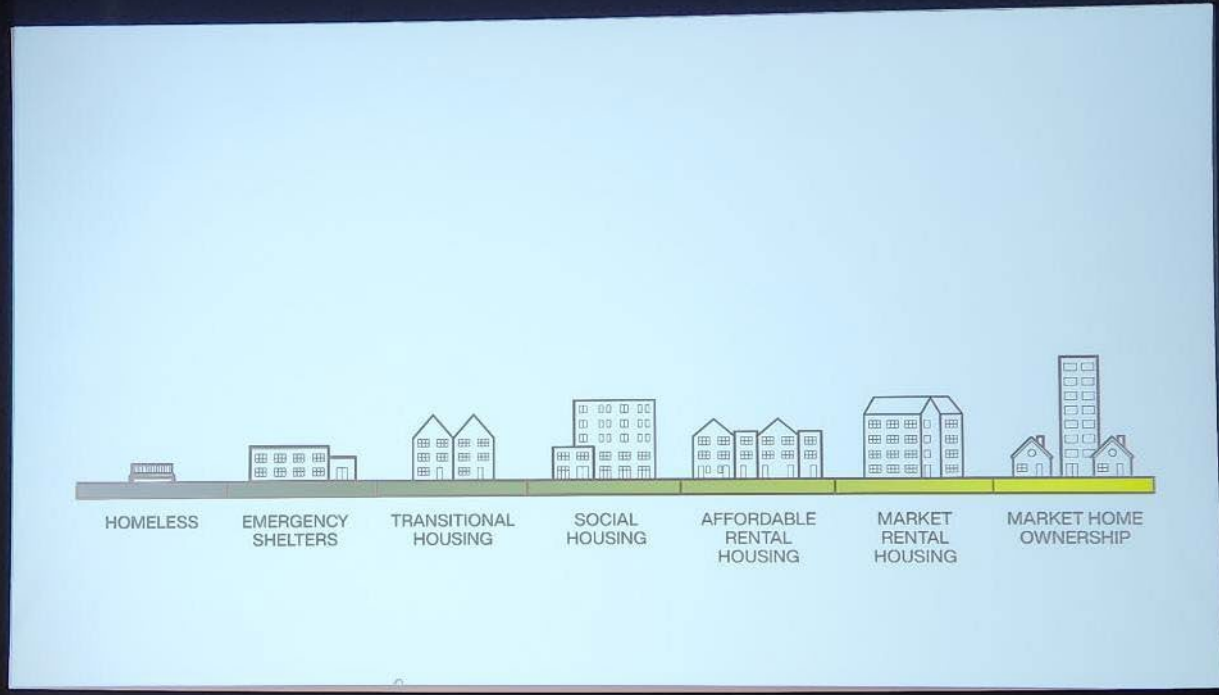 HOMELESS
EMERGENCY
SHELTERS
TRANSITIONAL
HOUSING
SOCIAL
HOUSING
AFFORDABLE
RENTAL
HOUSING
MARKET
RENTAL
HOUSING
MARKET HOME
OWNERSHIP